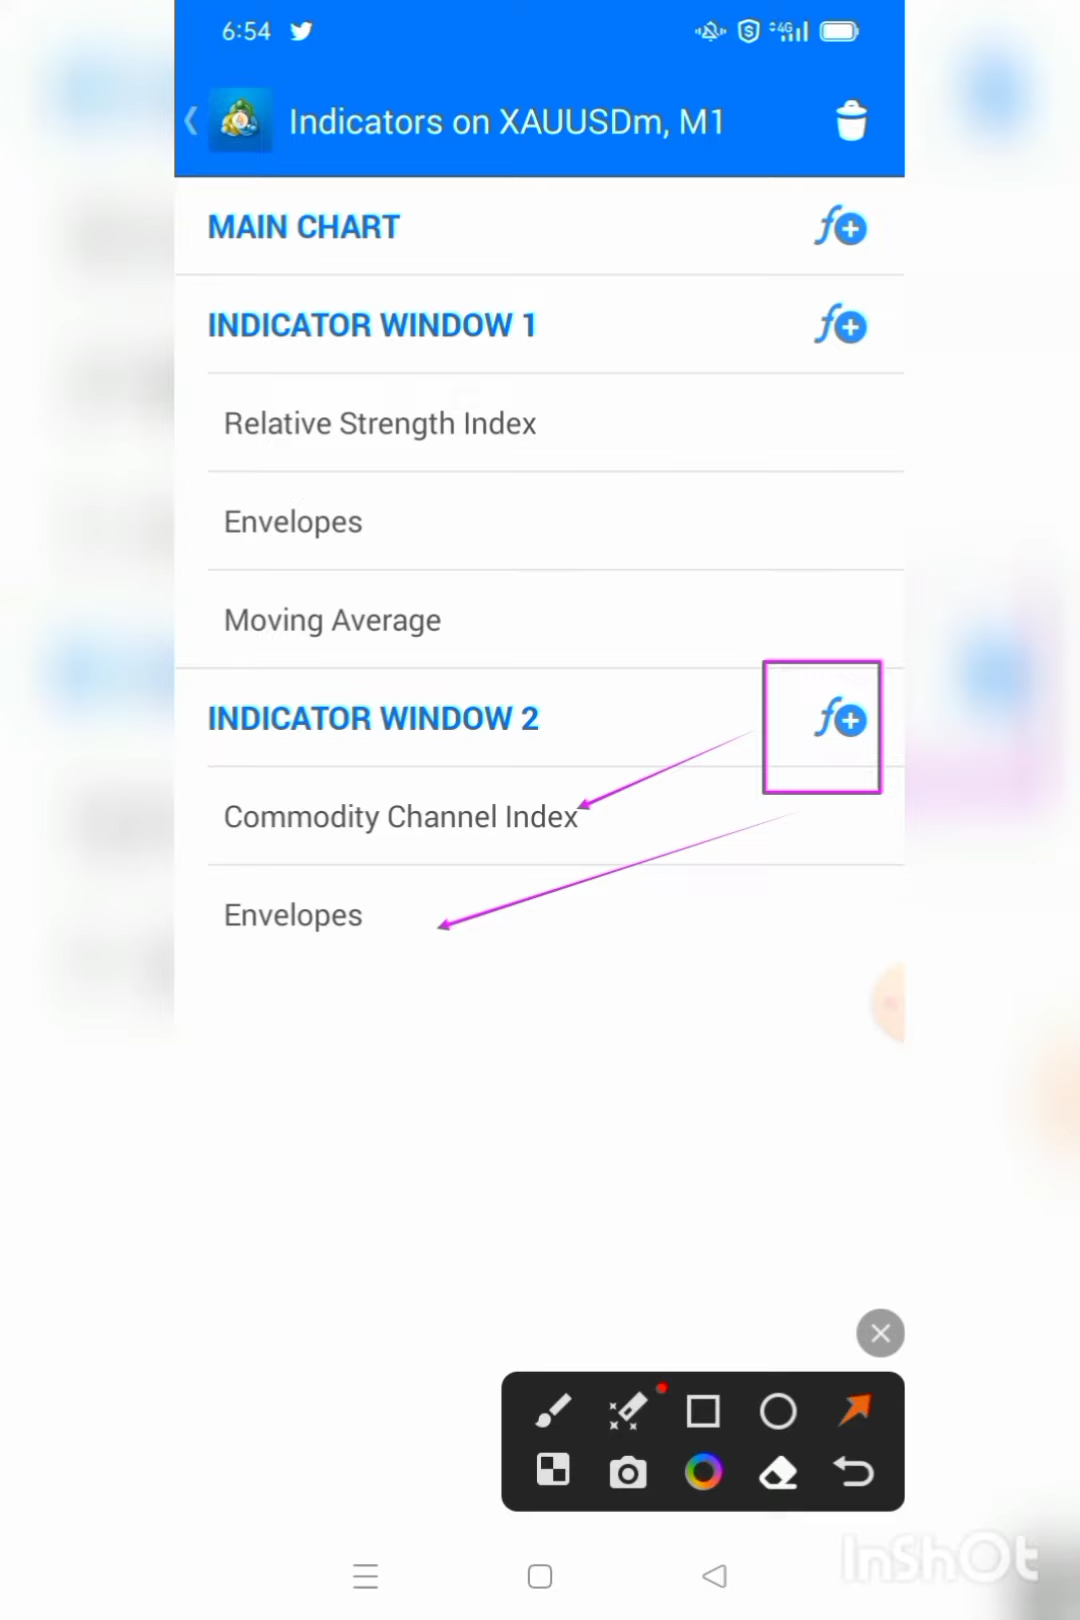 6:54
4G
Indicators on XAUUSDm, M1
MAIN CHART
INDICATOR WINDOW 1
Relative Strength Index
Envelopes
Moving Average
INDICATOR WINDOW 2
Commodity Channel Index
Envelopes
InShOt